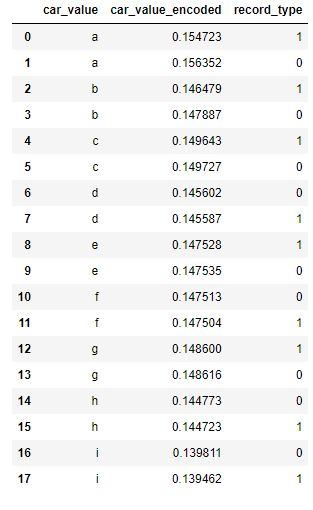 car_value car_value_encoded record_type
0 a 0.154723 1
1 a 0.156352 0
2 b 0.146479 1
3 b 0.147887 0
4 c 0.149643 1
5 c 0.149727 0
6 d 0.145602 0
7 d 0.145587 1
8 e 0.147528 1
9 e 0.147535 0
10 f 0.147513 0
11 f 0.147504 1
12 g 0.148600 1
13 g 0.148616 0
14 h 0.144773 0
15 h 0.144723 1
16 i 0.139811 0
17 i 0.139462 1